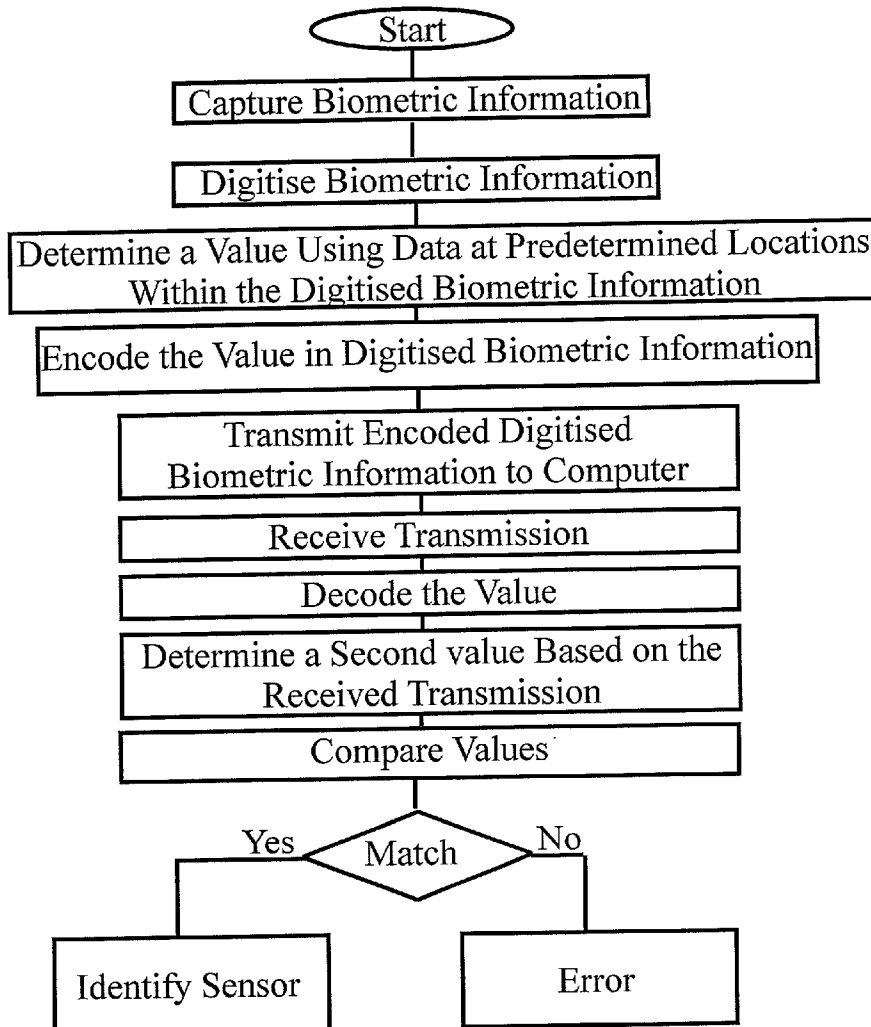 Start
Capture Biometric Information
Digitise Biometric Information
Determine a Value Using Data at Predetermined Locations
Within the Digitised Biometric Information
Encode the Value in Digitised Biometric Information
Transmit Encoded Digitised
Biometric Information to Computer
Receive Transmission
Decode the Value
Determine a Second value Based on the
Received Transmission
Compare Values
Yes
Match
No
Identify Sensor
Error